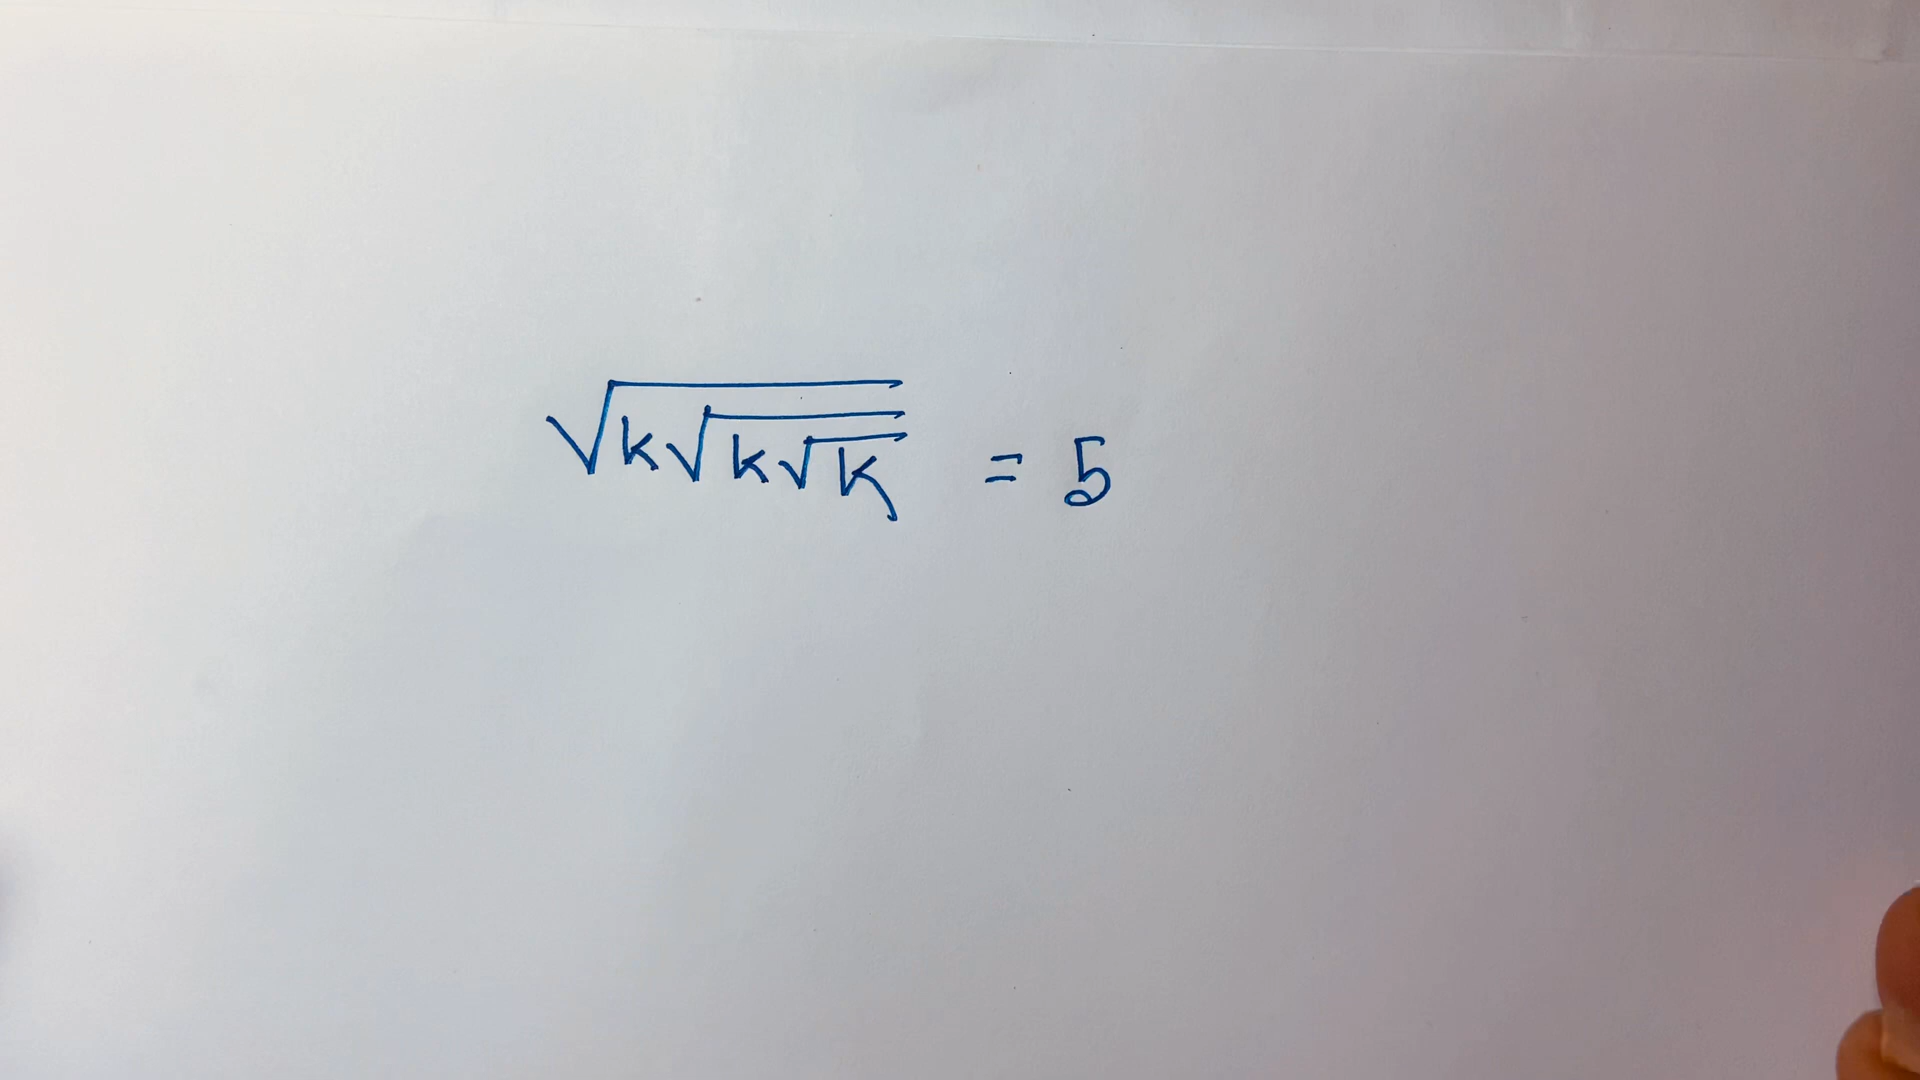 √(k√(k√k)) = 5